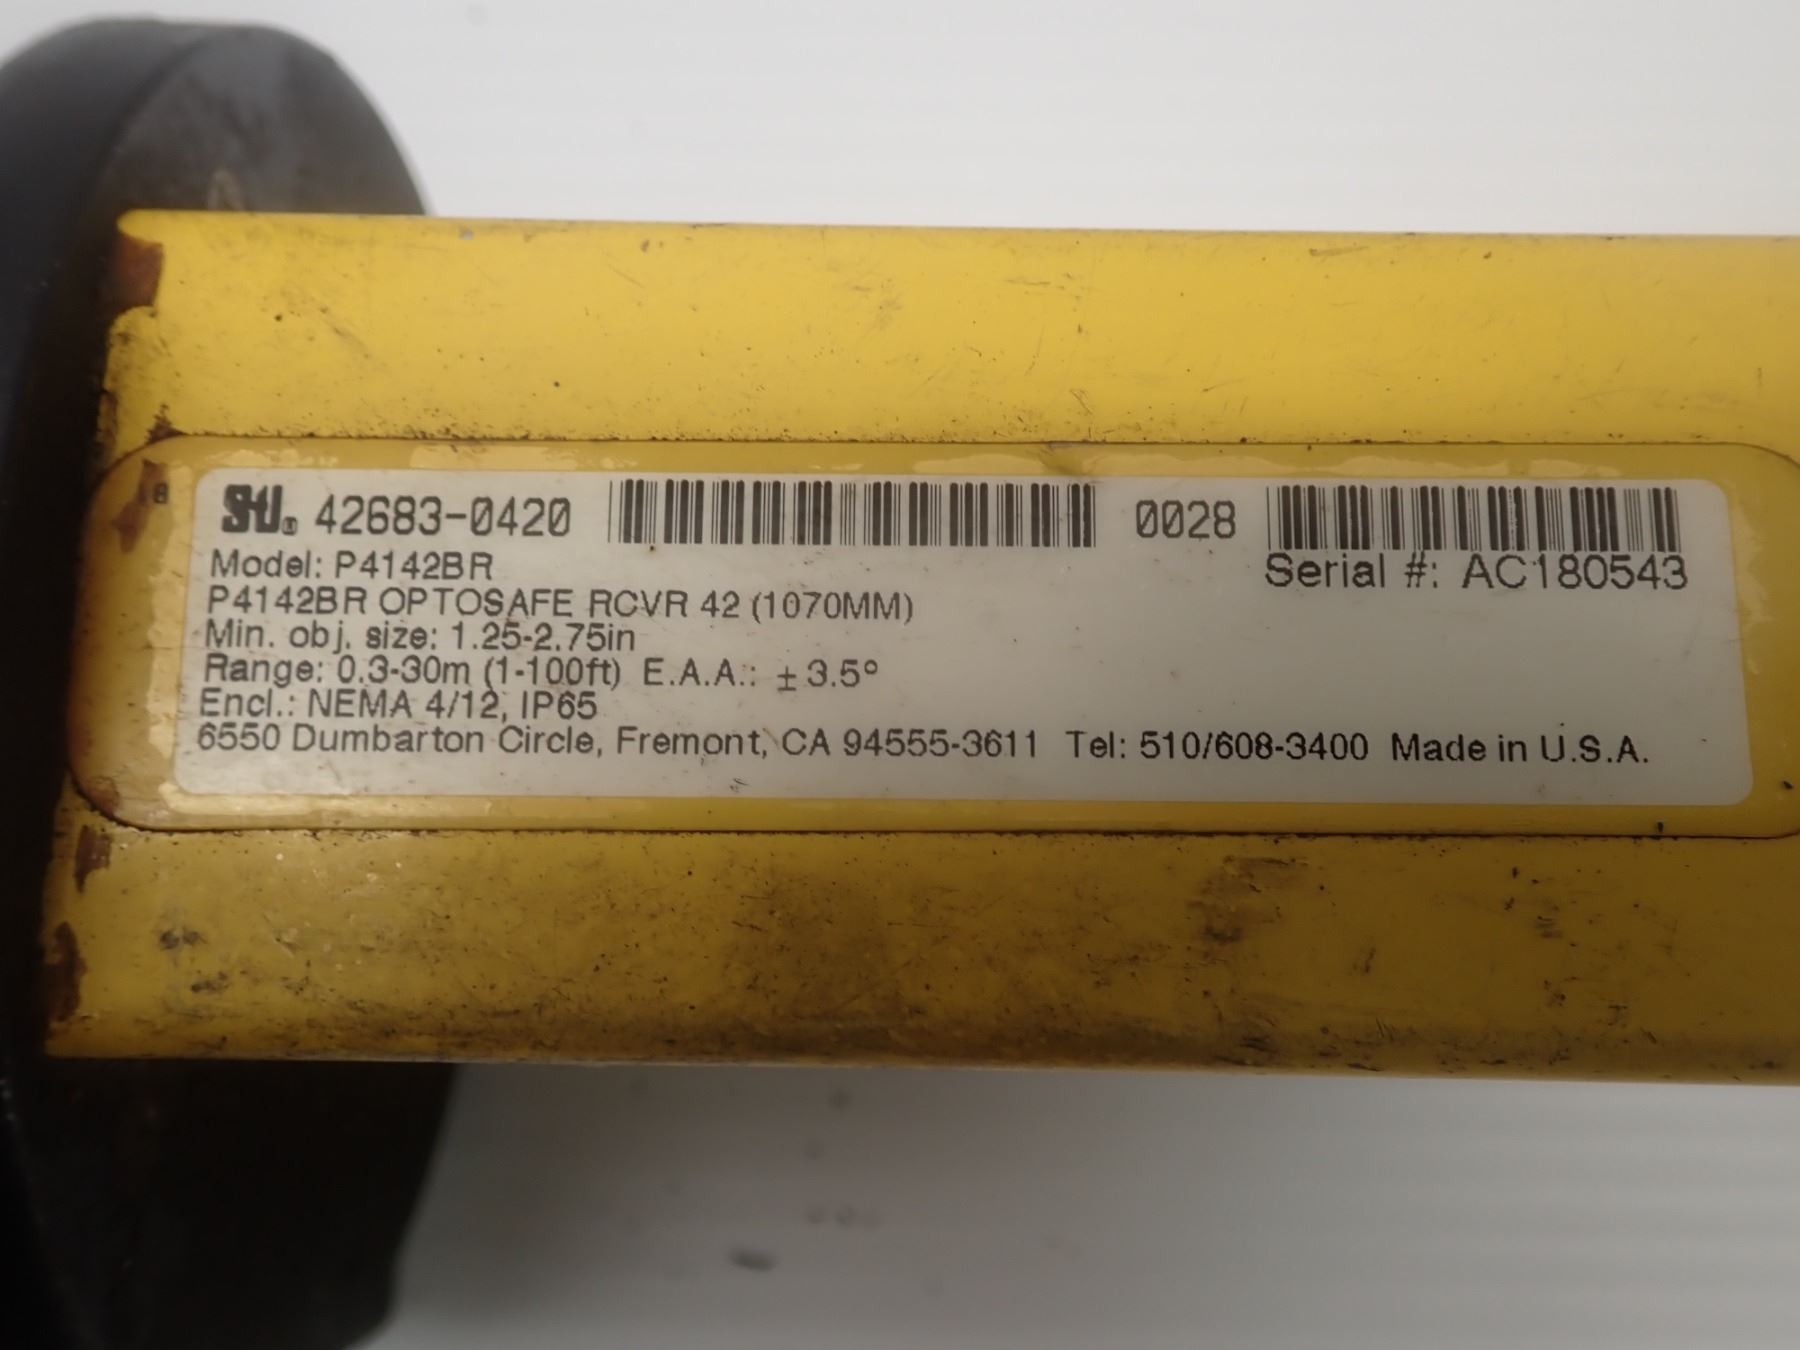 STI 42683-0420 0028
Model: P4142BR Serial #: AC180543
P4142BR OPTOSAFE RCVR 42 (1070MM)
Min. obj. size: 1.25-2.75in
Range: 0.3-30m (1-100ft) E.A.A.: ±3.5°
Encl.: NEMA 4/12, IP65
6550 Dumbarton Circle, Fremont, CA 94555-3611 Tel: 510/608-3400 Made in U.S.A.